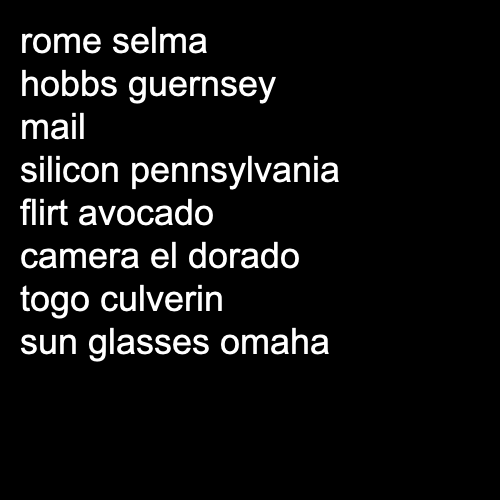 rome selma
hobbs guernsey
mail
silicon pennsylvania
flirt avocado
camera el dorado
togo culverin
sun glasses omaha